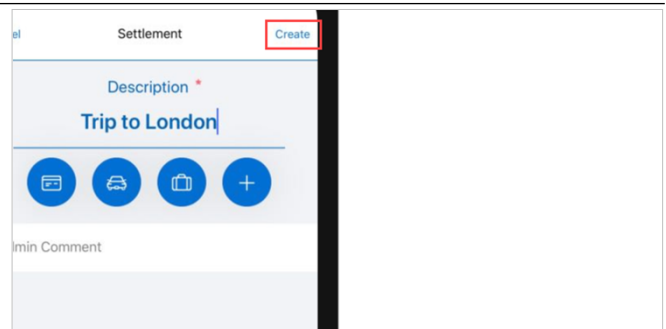 el Settlement Create
Description *
Trip to London
lmin Comment